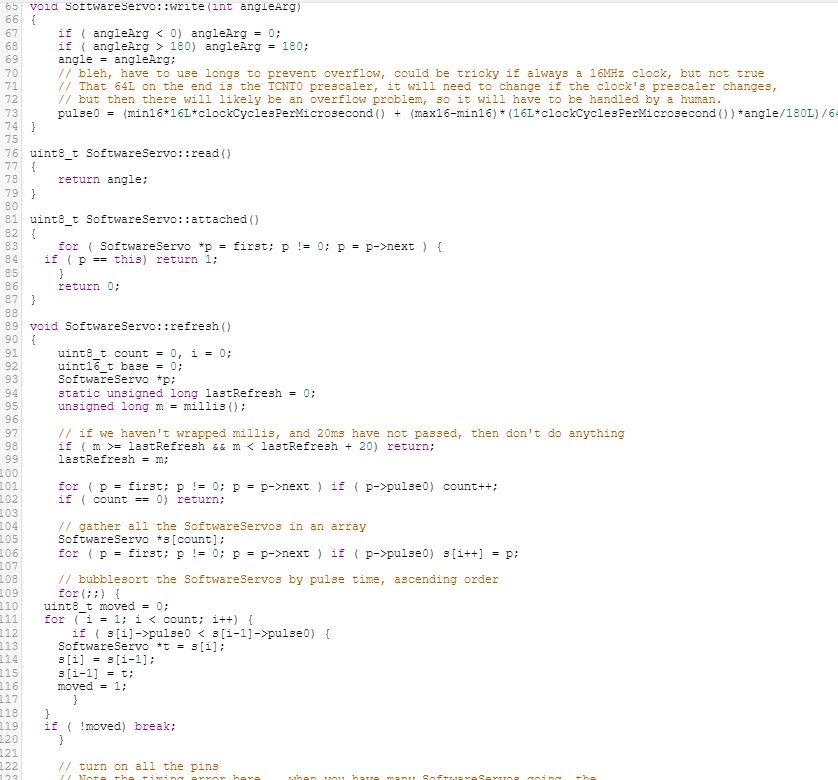 65 void SoftwareServo::write(int angleArg)
66 {
67     if ( angleArg < 0) angleArg = 0;
68     if ( angleArg > 180) angleArg = 180;
69     angle = angleArg;
70     // bleh, have to use longs to prevent overflow, could be tricky if always a 16MHz clock, but not true
71     // That 64L on the end is the TCNT0 prescaler, it will need to change if the clock's prescaler changes,
72     // but then there will likely be an overflow problem, so it will have to be handled by a human.
73     pulse0 = (min16*16L*clockCyclesPerMicrosecond() + (max16-min16)*(16L*clockCyclesPerMicrosecond())*angle/180L)/64
74 }
75
76 uint8_t SoftwareServo::read()
77 {
78     return angle;
79 }
80
81 uint8_t SoftwareServo::attached()
82 {
83     for ( SoftwareServo *p = first; p != 0; p = p->next ) {
84   if ( p == this) return 1;
85     }
86     return 0;
87 }
88
89 void SoftwareServo::refresh()
90 {
91     uint8_t count = 0, i = 0;
92     uint16_t base = 0;
93     SoftwareServo *p;
94     static unsigned long lastRefresh = 0;
95     unsigned long m = millis();
96
97     // if we haven't wrapped millis, and 20ms have not passed, then don't do anything
98     if ( m >= lastRefresh && m < lastRefresh + 20) return;
99     lastRefresh = m;
100
101     for ( p = first; p != 0; p = p->next ) if ( p->pulse0) count++;
102     if ( count == 0) return;
103
104     // gather all the SoftwareServos in an array
105     SoftwareServo *s[count];
106     for ( p = first; p != 0; p = p->next ) if ( p->pulse0) s[i++] = p;
107
108     // bubblesort the SoftwareServos by pulse time, ascending order
109     for(;;) {
110   uint8_t moved = 0;
111   for ( i = 1; i < count; i++) {
112       if ( s[i]->pulse0 < s[i-1]->pulse0) {
113     SoftwareServo *t = s[i];
114     s[i] = s[i-1];
115     s[i-1] = t;
116     moved = 1;
117       }
118   }
119   if ( !moved) break;
120     }
121
122     // turn on all the pins
123     // Note the timing error here... when you have many SoftwareServos going, the